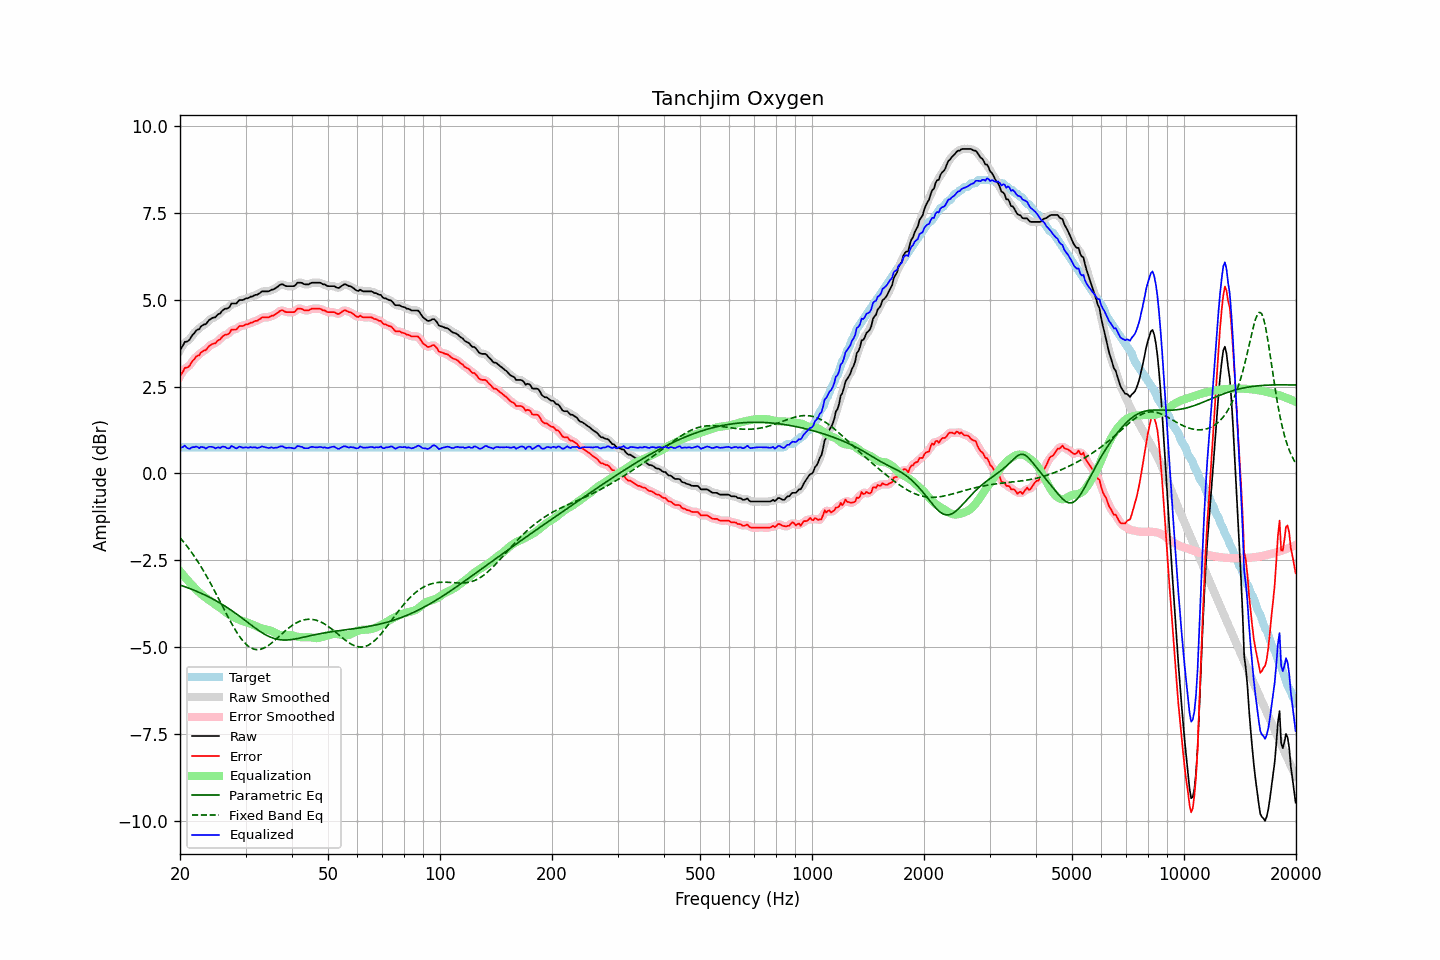 Tanchjim Oxygen
Amplitude (dBr)
10.0
7.5
5.0
2.5
0.0
−2.5
−5.0
−7.5
−10.0
Target
Raw Smoothed
Error Smoothed
Raw
Error
Equalization
Parametric Eq
Fixed Band Eq
Equalized
20 50 100 200 500 1000 2000 5000 10000 20000
Frequency (Hz)